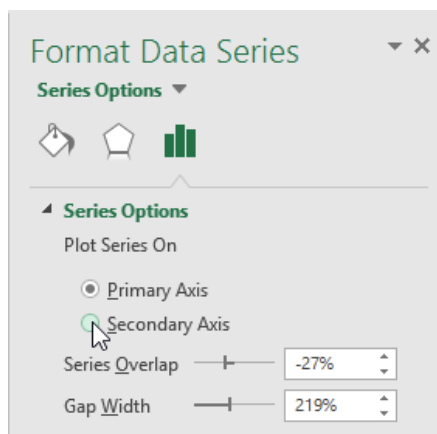 Format Data Series
Series Options
Series Options
Plot Series On
Primary Axis
Secondary Axis
Series Overlap -27%
Gap Width 219%